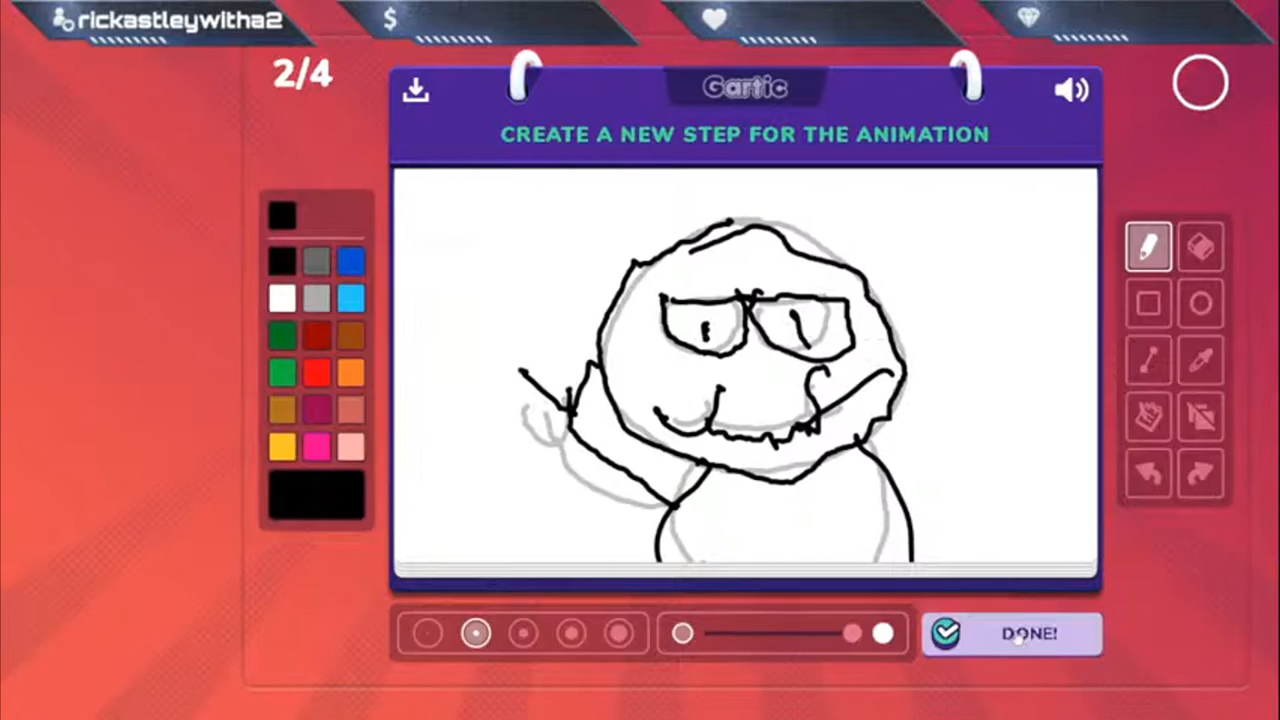 rickastleywitha2
$
2/4
Gartic
CREATE A NEW STEP FOR THE ANIMATION
DONE!